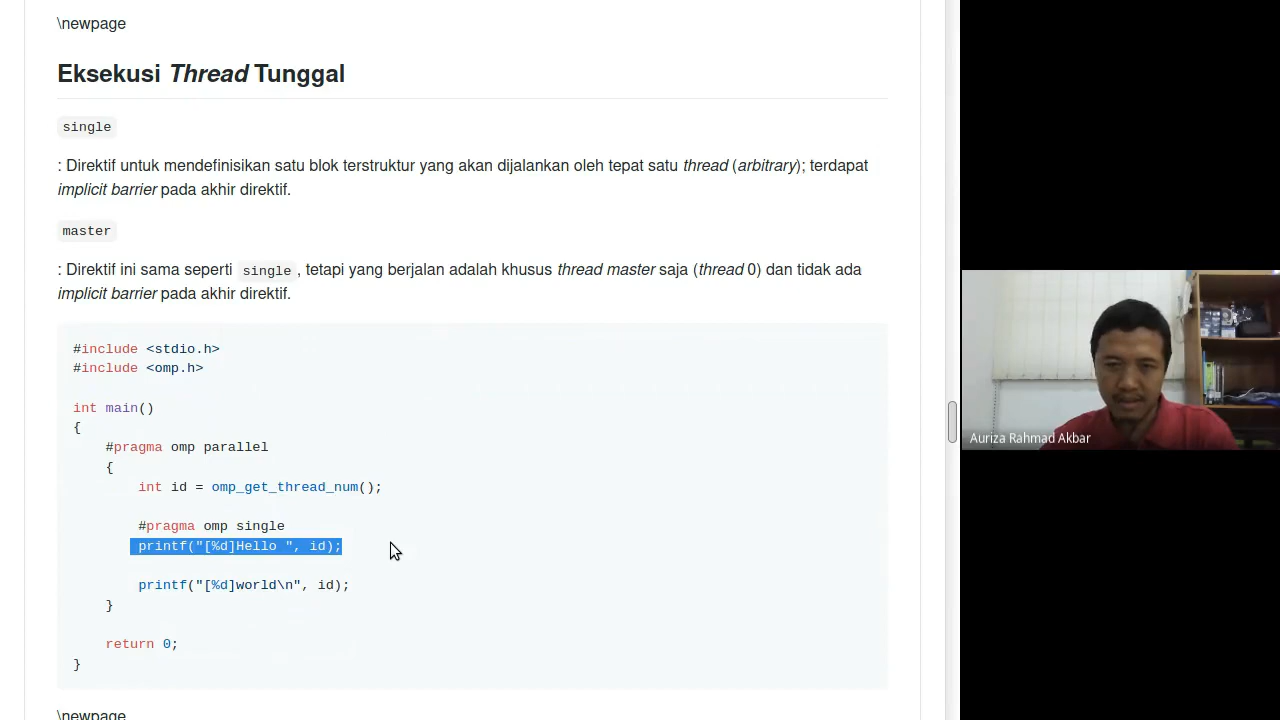 \newpage
Eksekusi Thread Tunggal
single
: Direktif untuk mendefinisikan satu blok terstruktur yang akan dijalankan oleh tepat satu thread (arbitrary); terdapat
implicit barrier pada akhir direktif.
master
: Direktif ini sama seperti single, tetapi yang berjalan adalah khusus thread master saja (thread 0) dan tidak ada
implicit barrier pada akhir direktif.
#include <stdio.h>
#include <omp.h>
int main()
{
#pragma omp parallel
{
int id = omp_get_thread_num();
#pragma omp single
printf("[%d]Hello ", id);
printf("[%d]world\n", id);
}
return 0;
}
\newpage
Auriza Rahmad Akbar